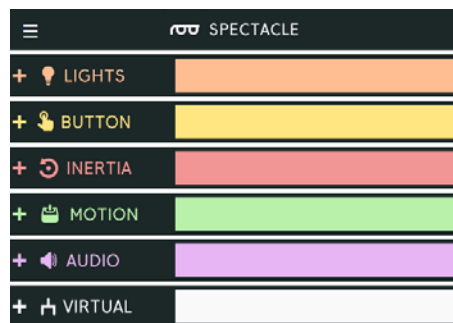 SPECTACLE
+ LIGHTS
+ BUTTON
+ INERTIA
+ MOTION
+ AUDIO
+ VIRTUAL